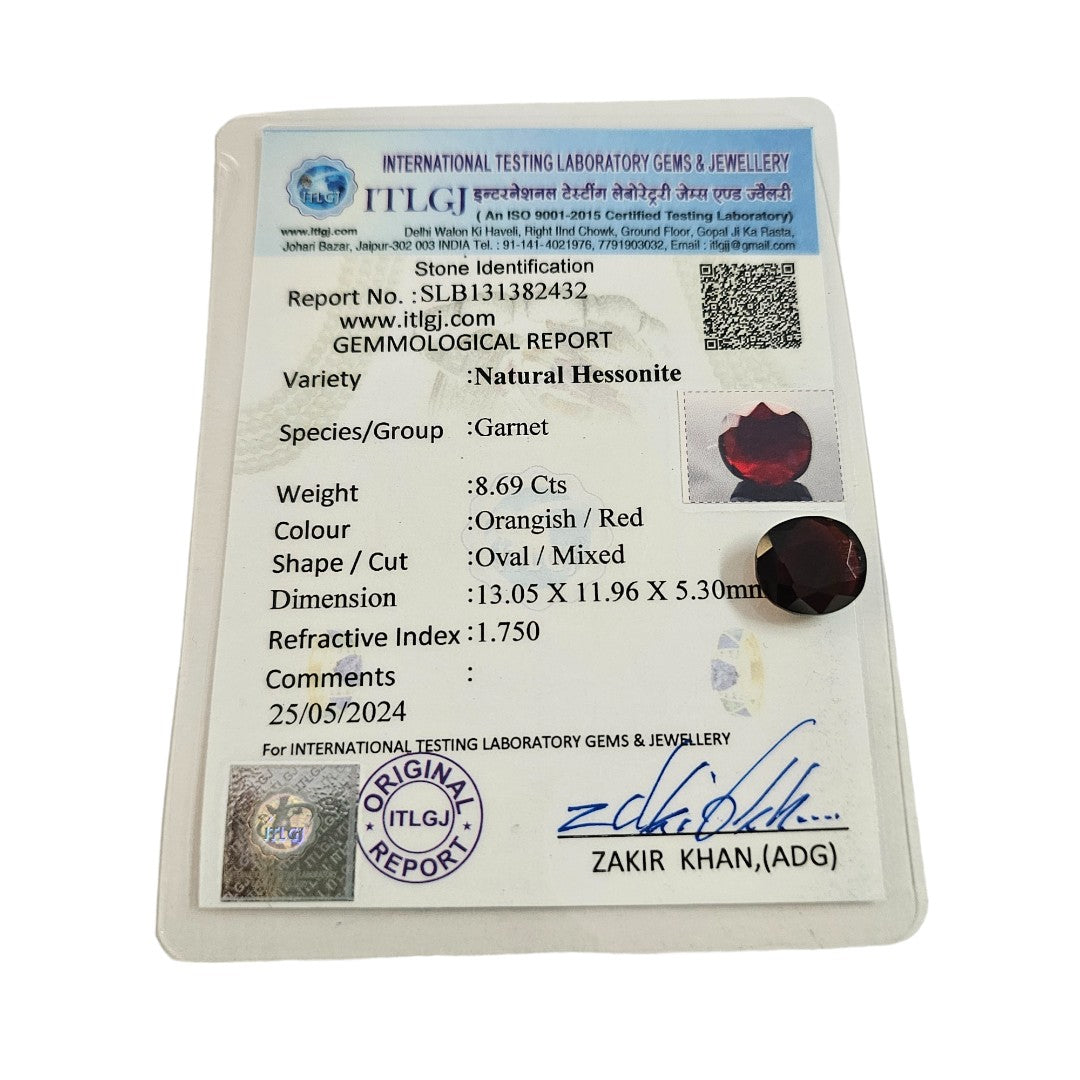 INTERNATIONAL TESTING LABORATORY GEMS & JEWELLERY
ITLGJ
ITLGJ इन्टरनेशनल टेस्टींग लेबोरेट्री जेम्स एण्ड ज्वैलरी
( An ISO 9001-2015 Certified Testing Laboratory)
www.itlgj.com Delhi Walon Ki Haveli, Right IInd Chowk, Ground Floor, Gopal Ji Ka Rasta,
Johari Bazar, Jaipur-302 003 INDIA Tel. : 91-141-4021976, 7791903032, Email : itlgjj@gmail.com
Stone Identification
Report No. :SLB131382432
www.itlgj.com
GEMMOLOGICAL REPORT
Variety :Natural Hessonite
Species/Group :Garnet
Weight :8.69 Cts
Colour :Orangish / Red
Shape / Cut :Oval / Mixed
Dimension :13.05 X 11.96 X 5.30mm
Refractive Index :1.750
Comments :
25/05/2024
For INTERNATIONAL TESTING LABORATORY GEMS & JEWELLERY
ITLGJ
ORIGINAL
ITLGJ
REPORT
ZAKIR KHAN,(ADG)